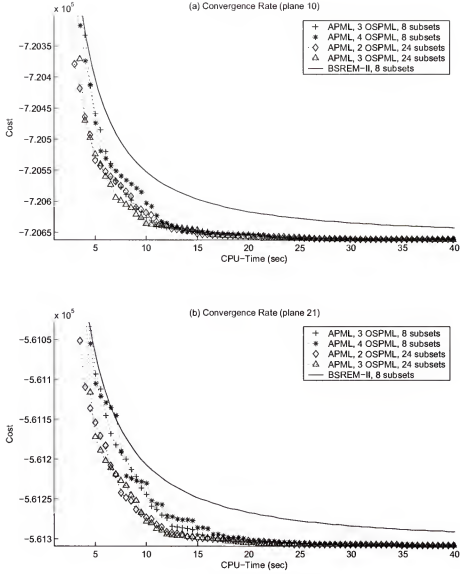 (a) Convergence Rate (plane 10)
x 10^5
APML, 3 OSPML, 8 subsets
APML, 4 OSPML, 8 subsets
APML, 2 OSPML, 24 subsets
APML, 3 OSPML, 24 subsets
BSREM-II, 8 subsets
-7.2035
-7.204
-7.2045
-7.205
-7.2055
-7.206
-7.2065
Cost
5 10 15 20 25 30 35 40
CPU-Time (sec)
(b) Convergence Rate (plane 21)
x 10^5
APML, 3 OSPML, 8 subsets
APML, 4 OSPML, 8 subsets
APML, 2 OSPML, 24 subsets
APML, 3 OSPML, 24 subsets
BSREM-II, 8 subsets
-5.6105
-5.611
-5.6115
-5.612
-5.6125
-5.613
Cost
5 10 15 20 25 30 35 40
CPU-Time (sec)